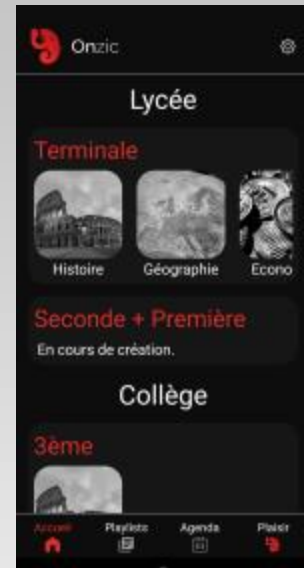 Onzic
Lycée
Terminale
Histoire Géographie Econo
Seconde + Première
En cours de création.
Collège
3ème
Accueil Playlists Agenda Plaisir